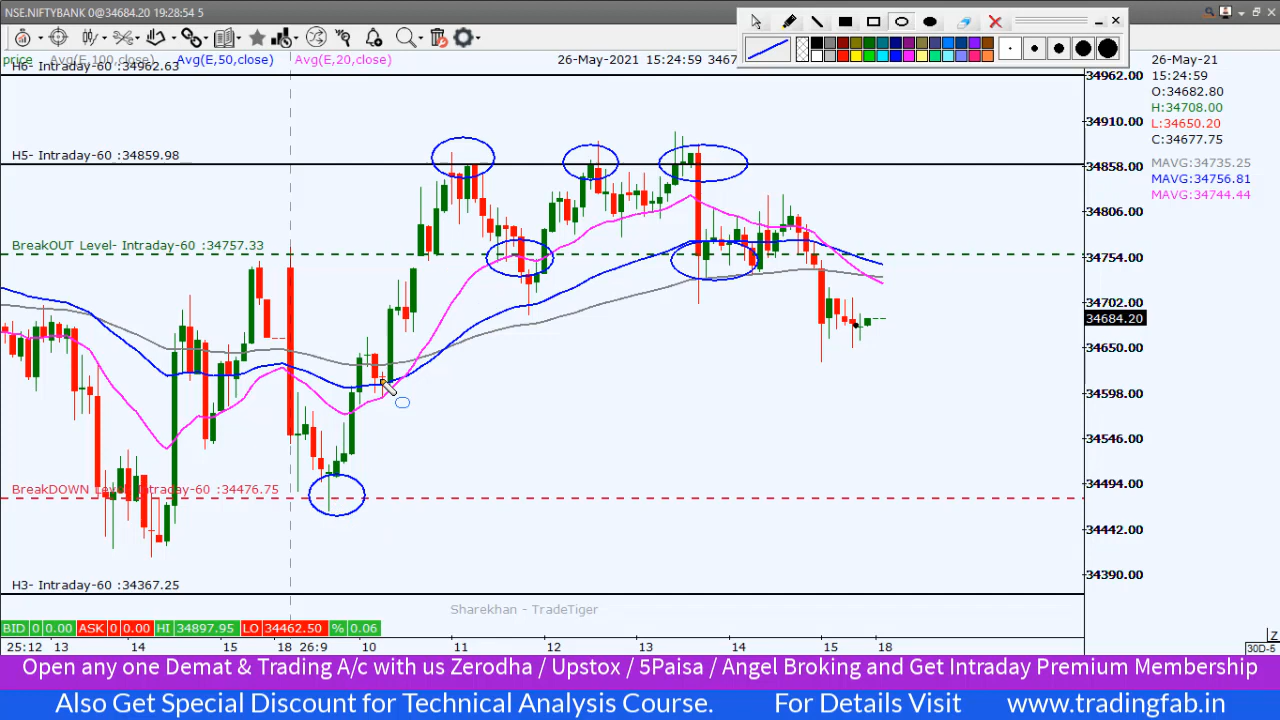 NSE.NIFTYBANK 0@34684.20 19:28:54 5
price Avg(E,100,close) Avg(E,50,close) Avg(E,20,close) 26-May-2021 15:24:59
H6- Intraday-60 :34962.63
26-May-21
15:24:59
O:34682.80
H:34708.00
L:34650.20
C:34677.75
MAVG:34735.25
MAVG:34756.81
MAVG:34744.44
H5- Intraday-60 :34859.98
BreakOUT Level- Intraday-60 :34757.33
BreakDOWN Level- Intraday-60 :34476.75
H3- Intraday-60 :34367.25
34962.00
34910.00
34858.00
34806.00
34754.00
34702.00
34684.20
34650.00
34598.00
34546.00
34494.00
34442.00
34390.00
Sharekhan - TradeTiger
BID 0 0.00 ASK 0 0.00 HI 34897.95 LO 34462.50 % 0.06
25:12 13 14 15 18 26:9 10 11 12 13 14 15 18
Z
30D-5
Open any one Demat & Trading A/c with us Zerodha / Upstox / 5Paisa / Angel Broking and Get Intraday Premium Membership
Also Get Special Discount for Technical Analysis Course. For Details Visit www.tradingfab.in